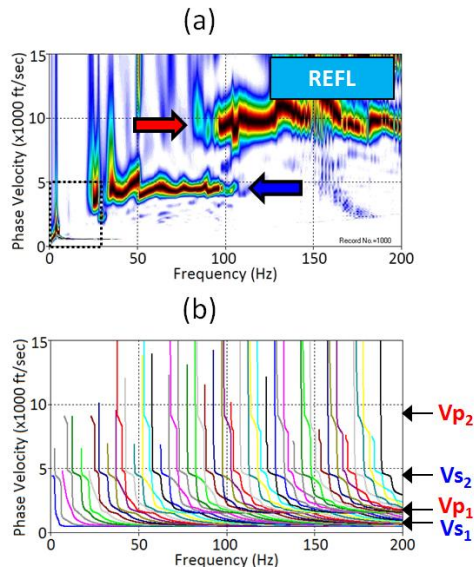 (a)
15
REFL
10
5
0
0
50
100
150
200
Phase Velocity (x1000 ft/sec)
Record No.=1000
Frequency (Hz)
(b)
15
10
5
0
0
50
100
150
200
Phase Velocity (x1000 ft/sec)
Frequency (Hz)
Vp2
Vs2
Vp1
Vs1